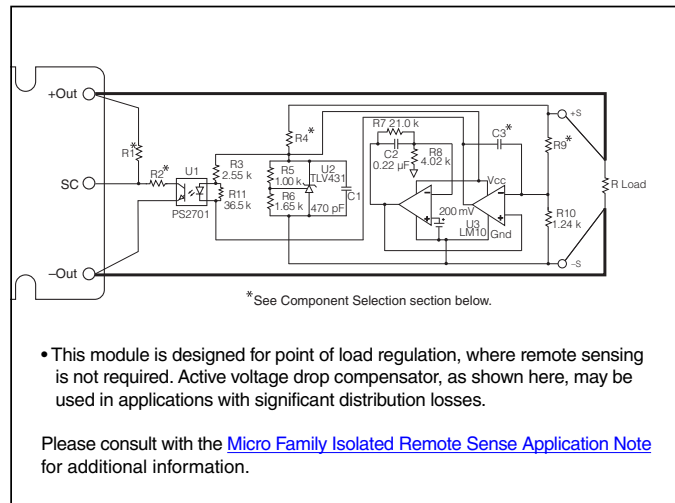 +Out
SC
–Out
R1*
R2*
U1
PS2701
R3
2.55 k
R11
36.5 k
R4*
R5
1.00 k
R6
1.65 k
U2
TLV431
470 pF
C1
R7 21.0 k
C2
0.22 µF
R8
4.02 k
C3*
Vcc
200 mV
U3
LM10
Gnd
+S
R9*
R10
1.24 k
–S
R Load
*See Component Selection section below.
• This module is designed for point of load regulation, where remote sensing
is not required. Active voltage drop compensator, as shown here, may be
used in applications with significant distribution losses.
Please consult with the Micro Family Isolated Remote Sense Application Note
for additional information.